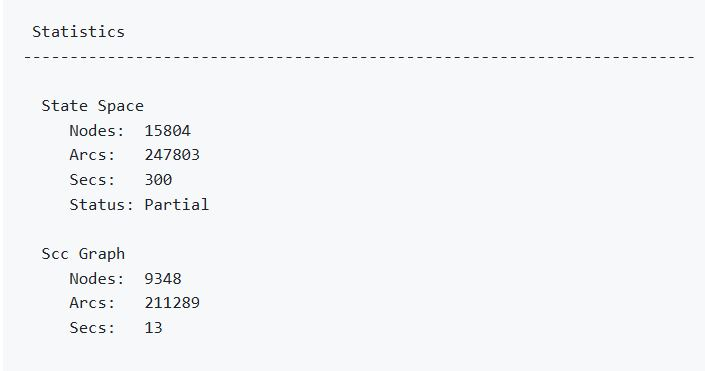 Statistics
------------------------------------------------------------------------
State Space
Nodes: 15804
Arcs: 247803
Secs: 300
Status: Partial
Scc Graph
Nodes: 9348
Arcs: 211289
Secs: 13